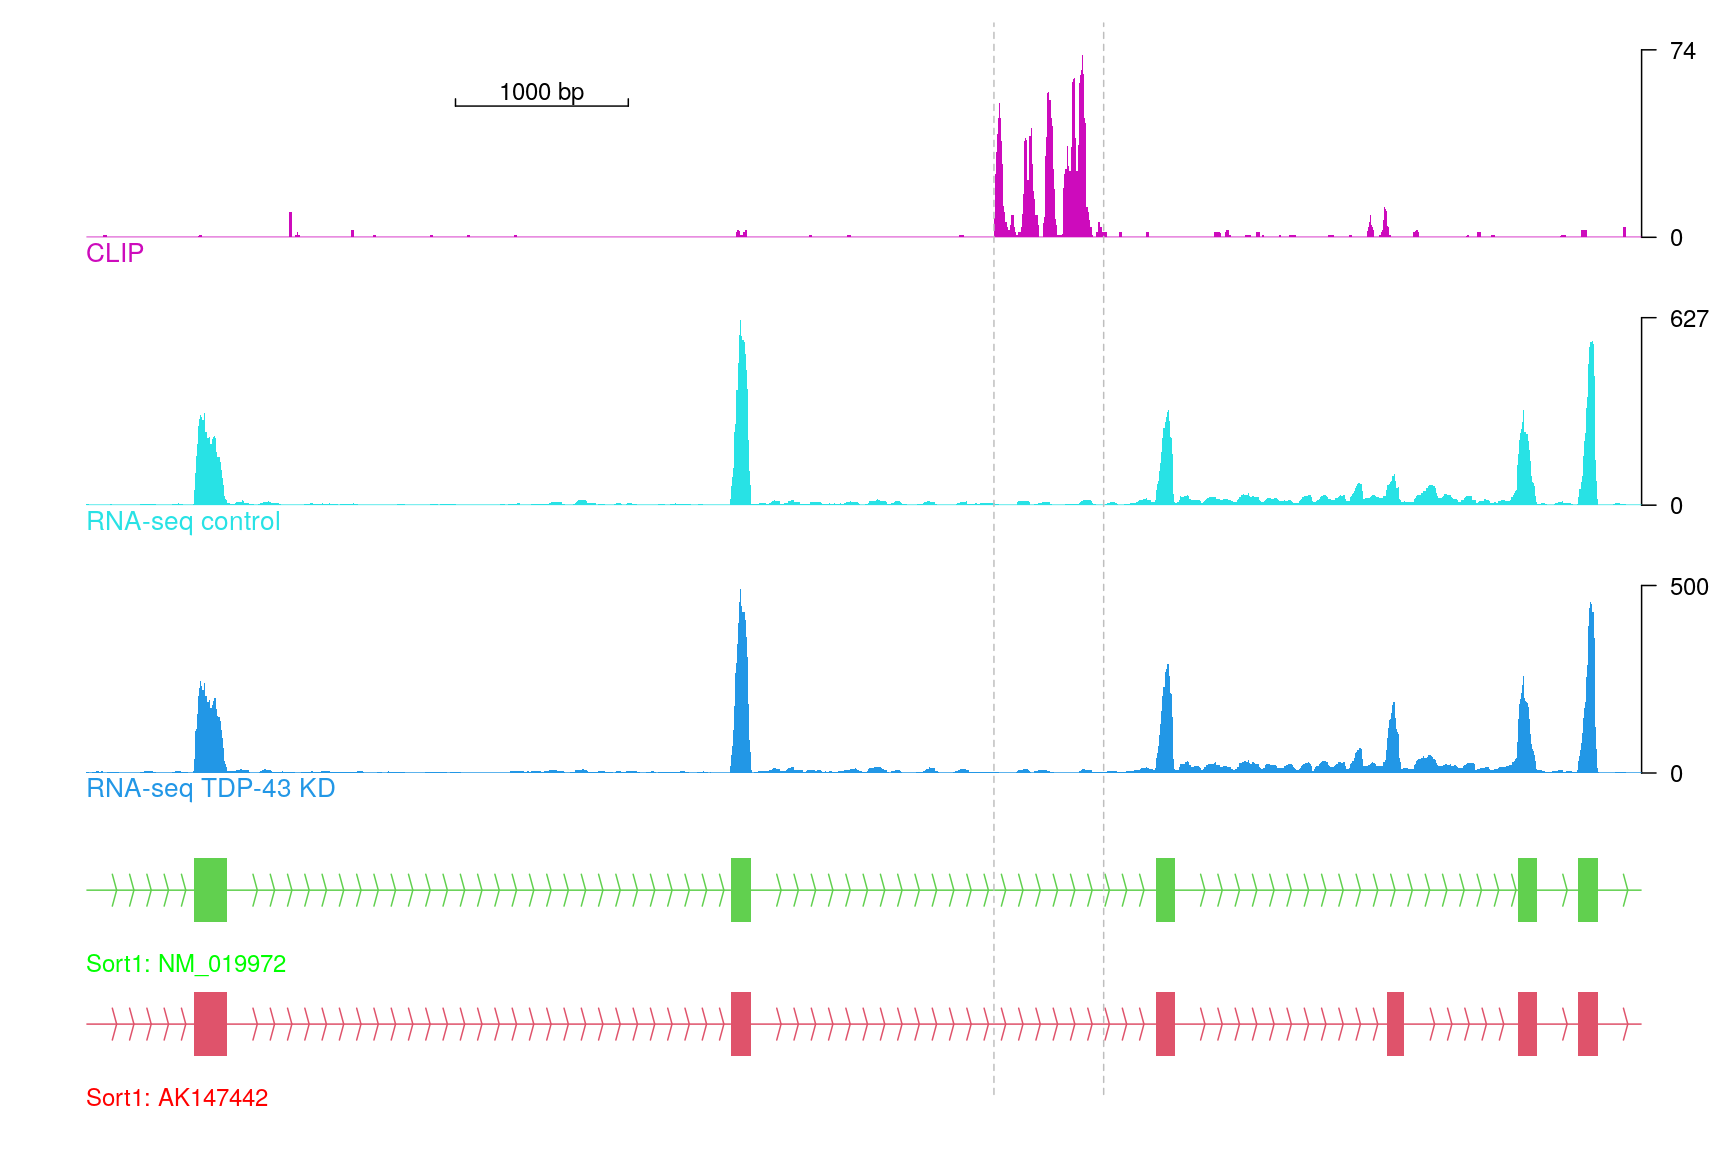 74
1000 bp
0
CLIP
627
0
RNA-seq control
500
0
RNA-seq TDP-43 KD
Sort1: NM_019972
Sort1: AK147442